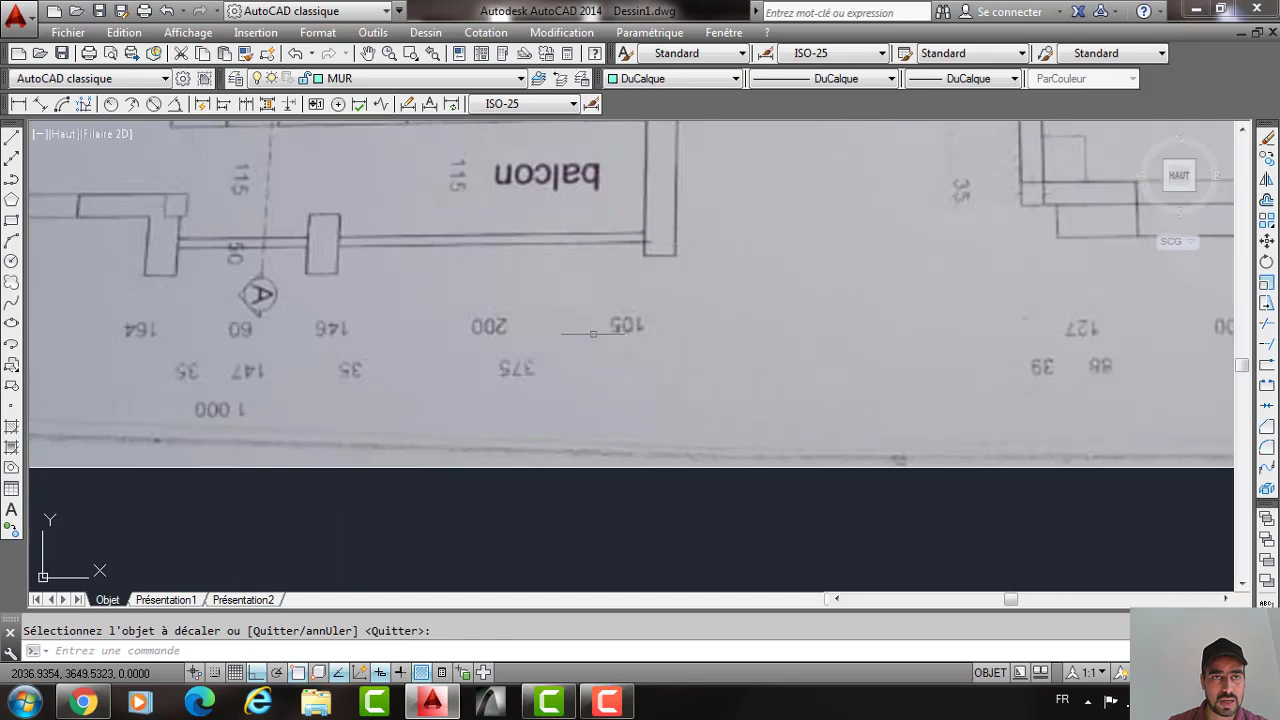 AutoCAD classique
Autodesk AutoCAD 2014 Dessin1.dwg
Entrez mot-clé ou expression
Se connecter
Fichier Edition Affichage Insertion Format Outils Dessin Cotation Modification Paramétrique Fenêtre
Standard ISO-25 Standard Standard
AutoCAD classique MUR DuCalque DuCalque DuCalque ParCouleur
ISO-25
[−]Haut]Filaire 2D]
115 115 balcon 35 HAUT
SCG
50
A
164 60 146 200 105 127
35 147 35 375 39 88
1 000
Y
X
Objet Présentation1 Présentation2
Sélectionnez l'objet à décaler ou [Quitter/annUler] <Quitter>:
Entrez une commande
2036.9354, 3649.5323, 0.0000 OBJET 1:1
FR